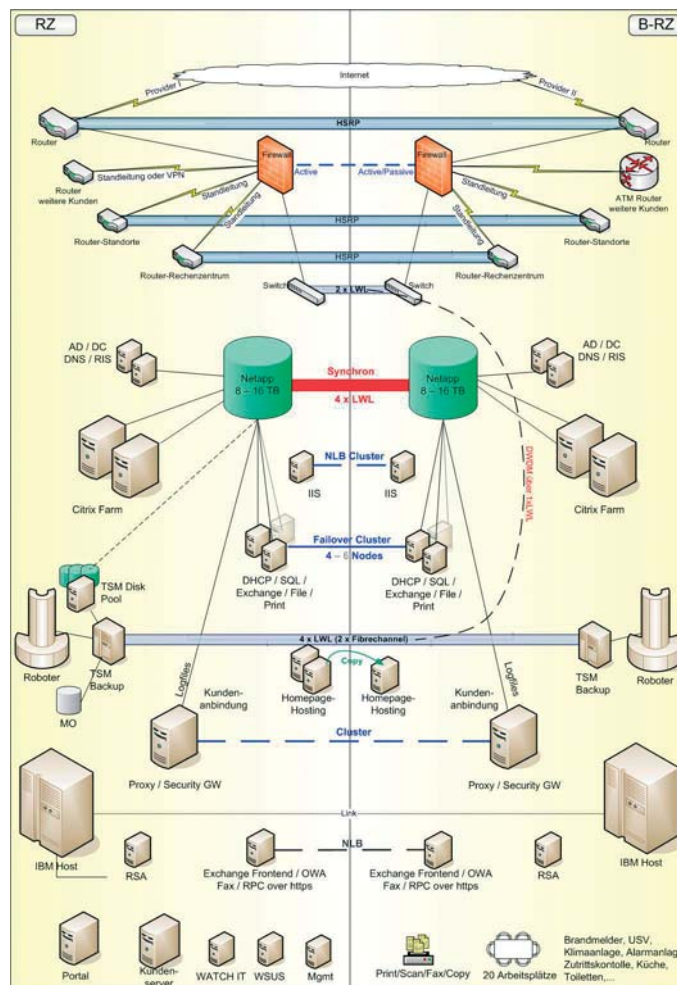 RZ
B-RZ
Internet
Provider I
Provider II
HSRP
Router
Router
Firewall
Firewall
Active
Active/Passive
Standleitung oder VPN
Router
weitere Kunden
Standleitung
Standleitung
Standleitung
Standleitung
ATM Router
weitere Kunden
HSRP
Router-Standorte
Router-Standorte
HSRP
Router-Rechenzentrum
Router-Rechenzentrum
Switch
2 x LWL
Switch
AD / DC
DNS / RIS
AD / DC
DNS / RIS
Netapp
8 – 16 TB
Synchron
4 x LWL
Netapp
8 – 16 TB
Citrix Farm
Citrix Farm
NLB Cluster
IIS
IIS
DWDM über 1xLWL
Failover Cluster
4 – 6 Nodes
DHCP / SQL /
Exchange / File /
Print
DHCP / SQL /
Exchange / File /
Print
TSM Disk
Pool
4 x LWL (2 x Fibrechannel)
Roboter
TSM
Backup
TSM
Backup
Roboter
MO
Copy
Homepage-
Hosting
Homepage-
Hosting
Logfiles
Kunden-
anbindung
Kunden-
anbindung
Logfiles
Cluster
Proxy / Security GW
Proxy / Security GW
Link
IBM Host
IBM Host
NLB
RSA
Exchange Frontend / OWA
Fax / RPC over https
Exchange Frontend / OWA
Fax / RPC over https
RSA
Portal
Kunden-
server
WATCH IT
WSUS
Mgmt
Print/Scan/Fax/Copy
20 Arbeitsplätze
Brandmelder, USV,
Klimaanlage, Alarmanlage
Zutrittskontolle, Küche,
Toiletten,...